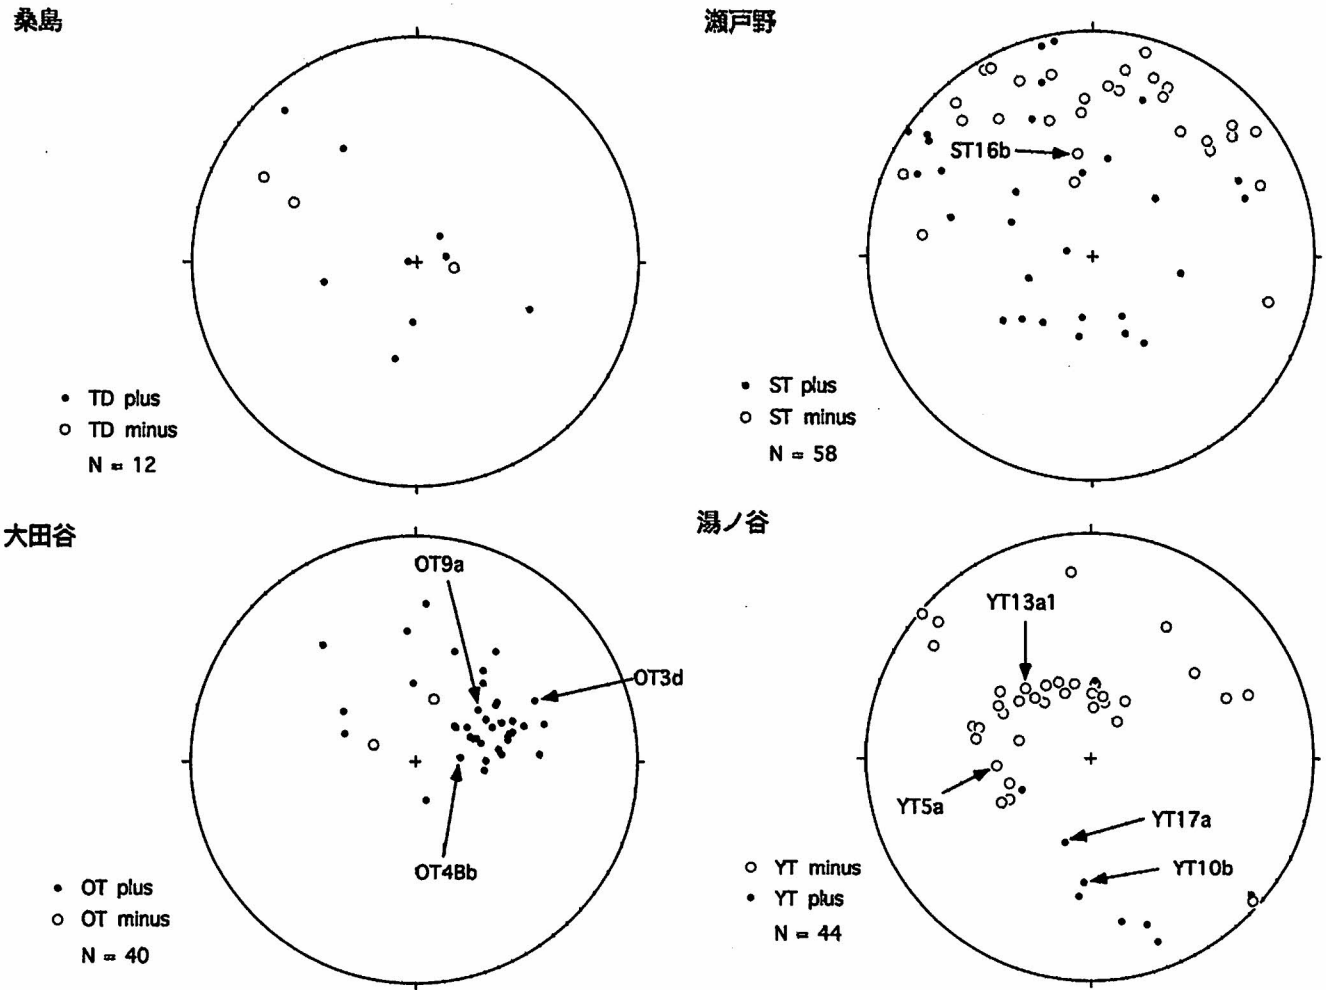 桑島
TD plus
TD minus
N = 12
瀬戸野
ST16b
ST plus
ST minus
N = 58
大田谷
OT9a
OT3d
OT4Bb
OT plus
OT minus
N = 40
湯ノ谷
YT13a1
YT5a
YT17a
YT10b
YT minus
YT plus
N = 44